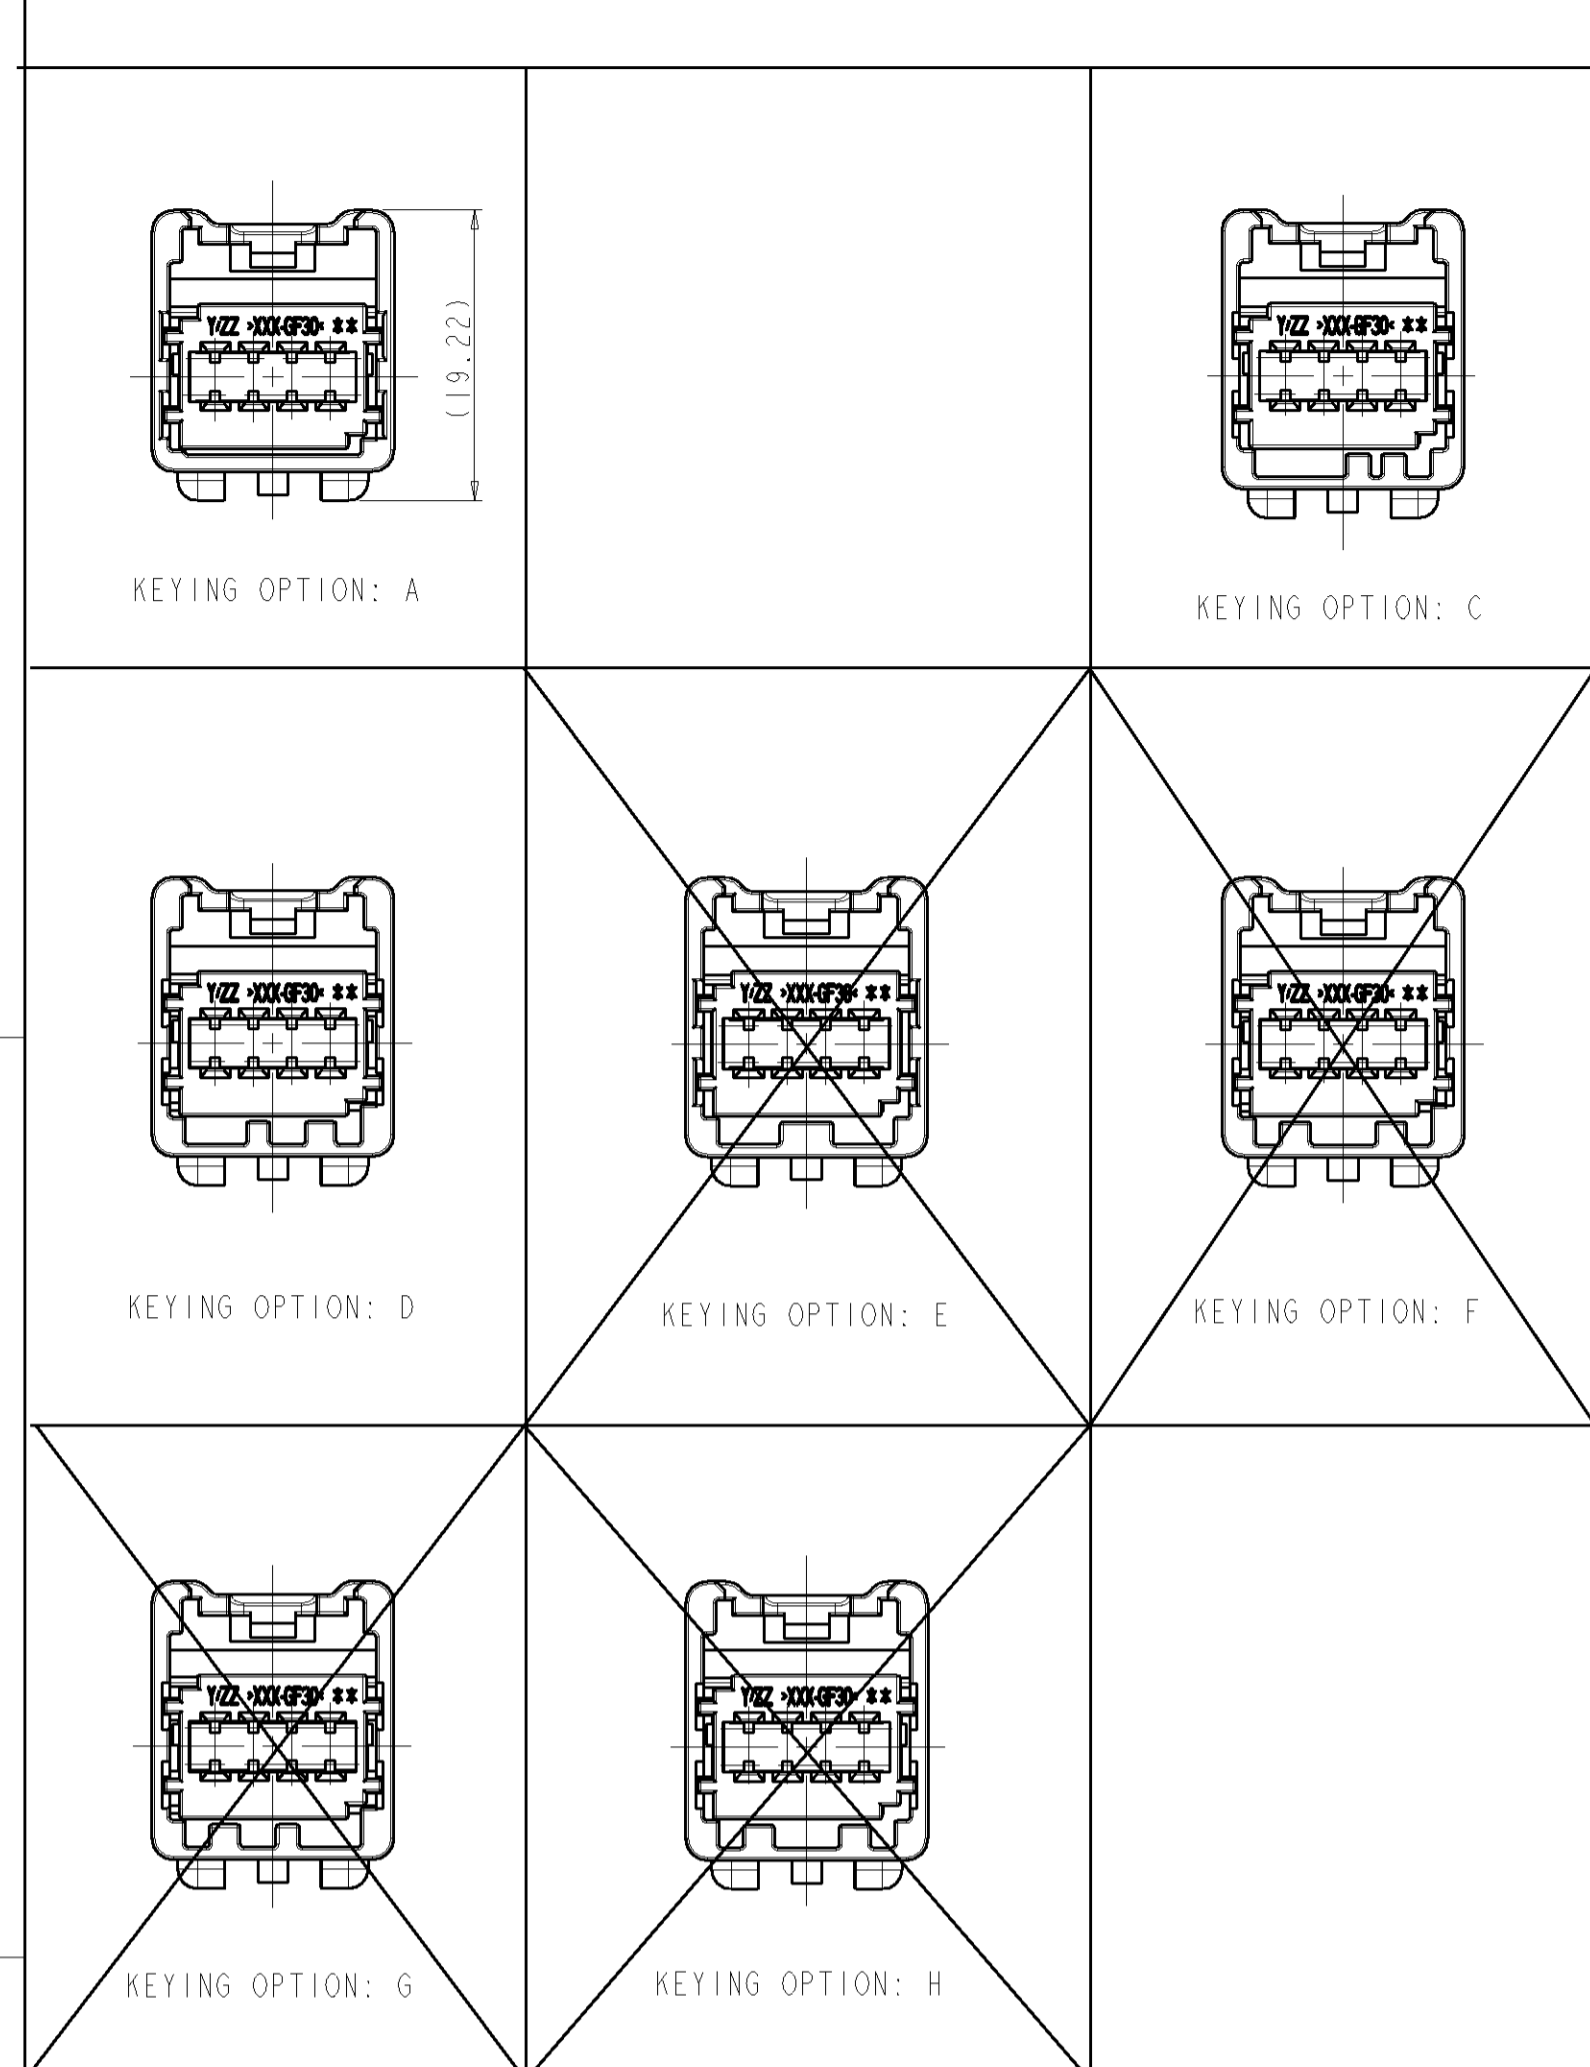 Y/ZZ >XXX-GF30< **
(19.22)
KEYING OPTION: A
Y/ZZ >XXX-GF30< **
KEYING OPTION: C
Y/ZZ >XXX-GF30< **
KEYING OPTION: D
Y/ZZ >XXX-GF30< **
KEYING OPTION: E
Y/ZZ >XXX-GF30< **
KEYING OPTION: F
Y/ZZ >XXX-GF30< **
KEYING OPTION: G
Y/ZZ >XXX-GF30< **
KEYING OPTION: H